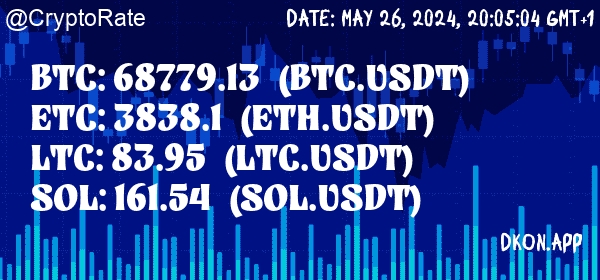 @CryptoRate
DATE: MAY 26, 2024, 20:05:04 GMT+1
BTC: 68779.13 (BTC.USDT)
ETC: 3838.1 (ETH.USDT)
LTC: 83.95 (LTC.USDT)
SOL: 161.54 (SOL.USDT)
DKON.APP